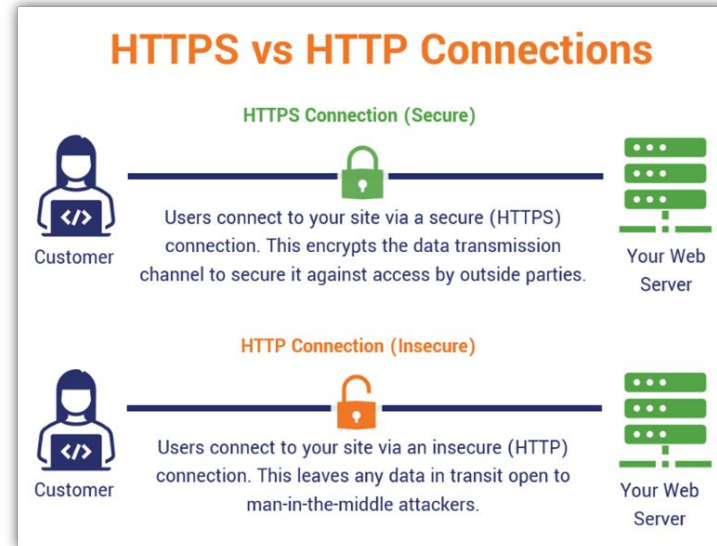 HTTPS vs HTTP Connections
HTTPS Connection (Secure)
</>
Customer
Users connect to your site via a secure (HTTPS)
connection. This encrypts the data transmission
channel to secure it against access by outside parties.
Your Web
Server
HTTP Connection (Insecure)
</>
Customer
Users connect to your site via an insecure (HTTP)
connection. This leaves any data in transit open to
man-in-the-middle attackers.
Your Web
Server